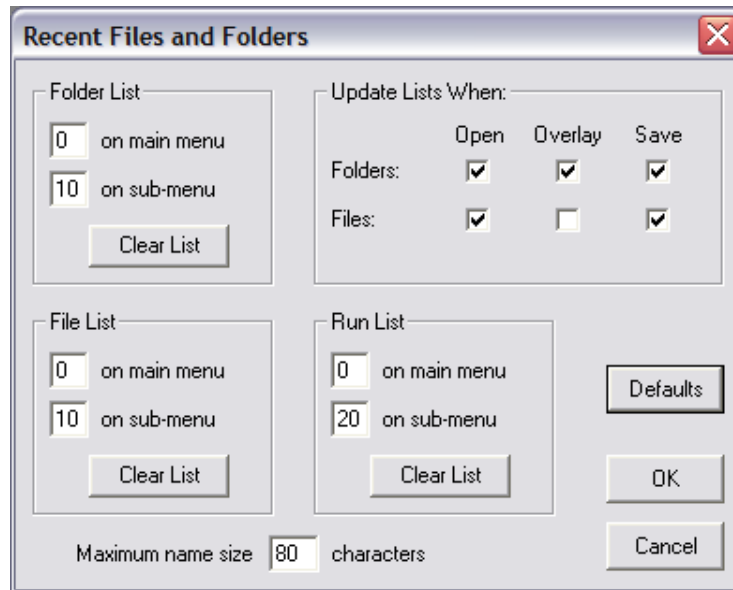 Recent Files and Folders
Folder List
0 on main menu
10 on sub-menu
Clear List
Update Lists When:
Open Overlay Save
Folders:
Files:
File List
0 on main menu
10 on sub-menu
Clear List
Run List
0 on main menu
20 on sub-menu
Clear List
Defaults
OK
Cancel
Maximum name size 80 characters